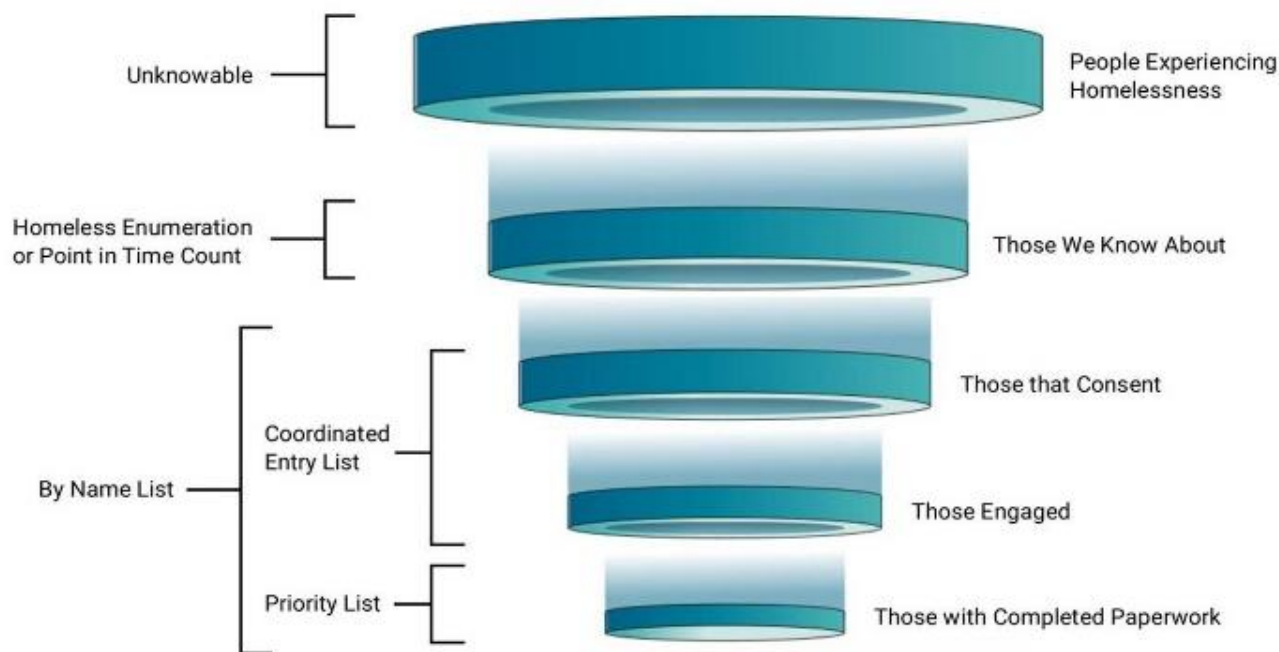 Unknowable
People Experiencing
Homelessness
Homeless Enumeration
or Point in Time Count
Those We Know About
Those that Consent
Coordinated
Entry List
By Name List
Those Engaged
Priority List
Those with Completed Paperwork